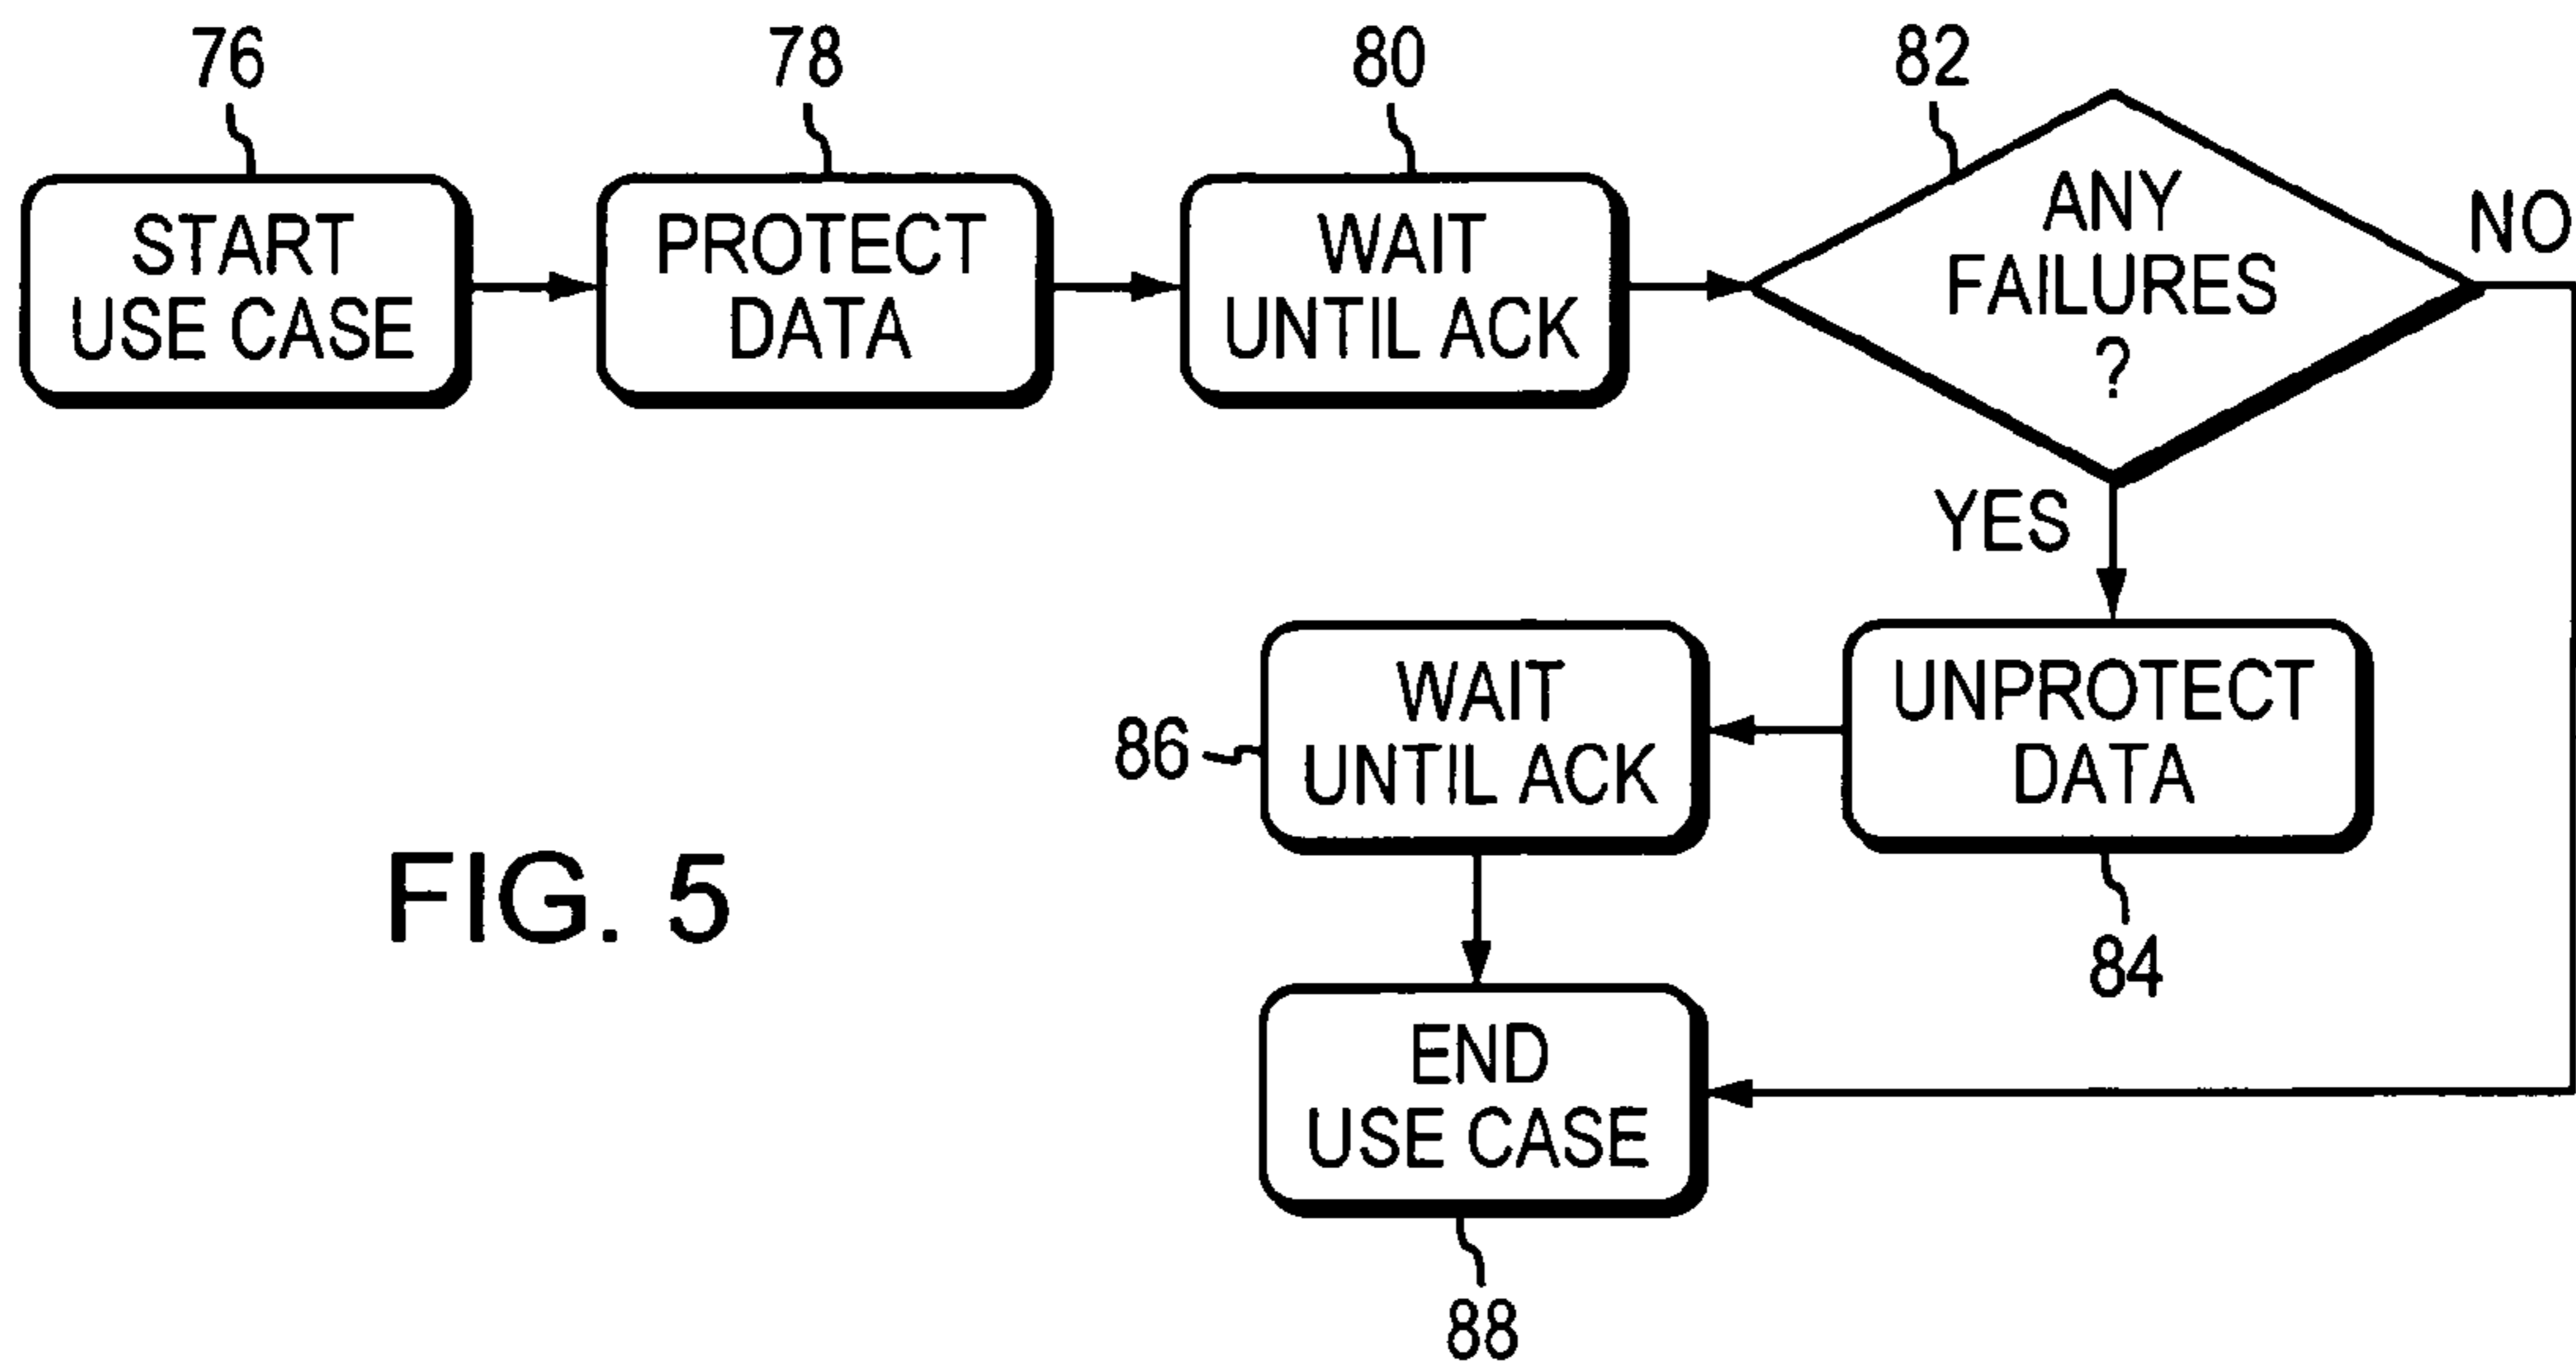 76
START
USE CASE
78
PROTECT
DATA
80
WAIT
UNTIL ACK
82
ANY
FAILURES
?
NO
YES
UNPROTECT
DATA
84
WAIT
UNTIL ACK
86
END
USE CASE
88
FIG. 5